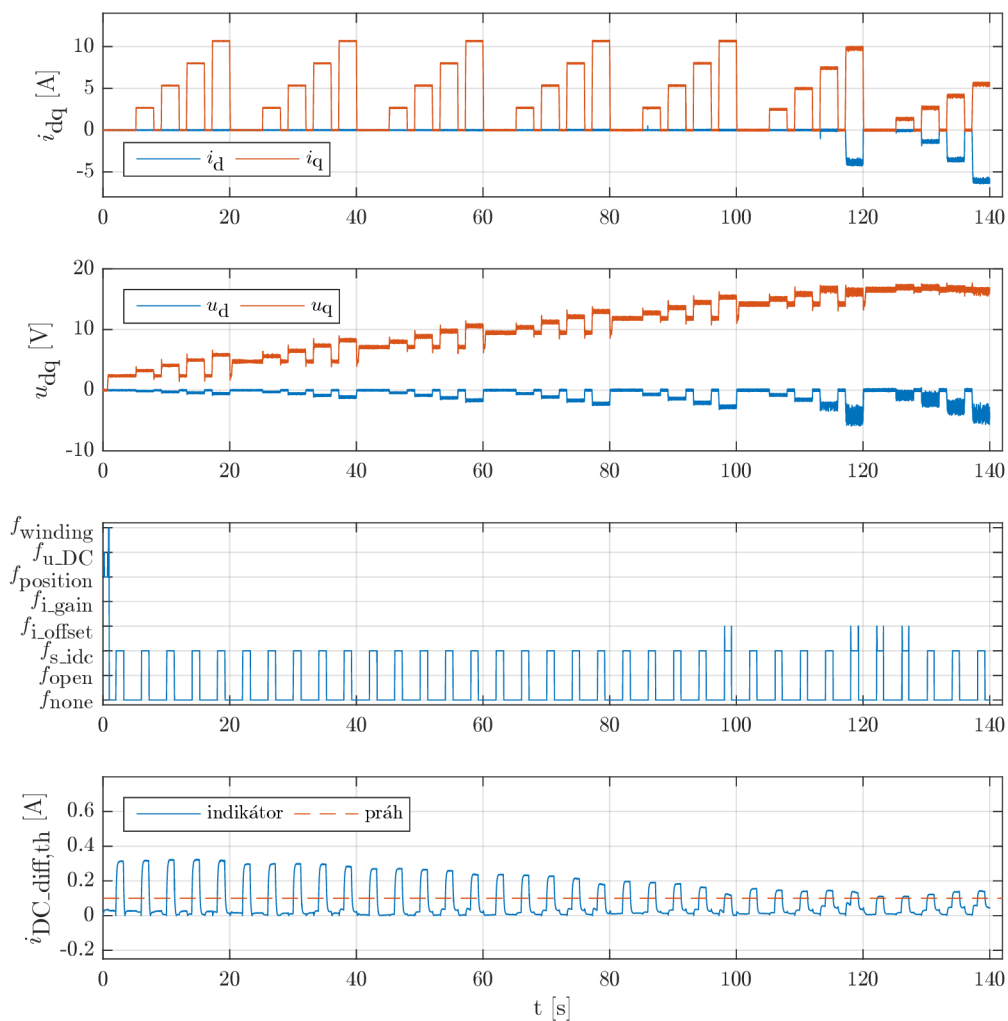 i_dq [A]
10
5
0
-5
i_d i_q
0 20 40 60 80 100 120 140
u_dq [V]
20
10
0
-10
u_d u_q
0 20 40 60 80 100 120 140
f_winding
f_u_DC
f_position
f_i_gain
f_i_offset
f_s_idc
f_open
f_none
0 20 40 60 80 100 120 140
i_DC_diff,th [A]
0.6
0.4
0.2
0
-0.2
indikátor práh
0 20 40 60 80 100 120 140
t [s]